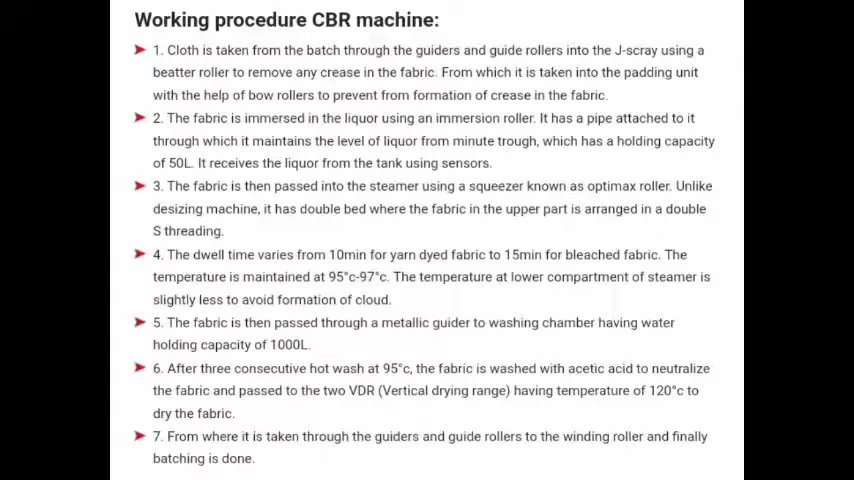 Working procedure CBR machine:
1. Cloth is taken from the batch through the guiders and guide rollers into the J-scray using a
beatter roller to remove any crease in the fabric. From which it is taken into the padding unit
with the help of bow rollers to prevent from formation of crease in the fabric.
2. The fabric is immersed in the liquor using an immersion roller. It has a pipe attached to it
through which it maintains the level of liquor from minute trough, which has a holding capacity
of 50L. It receives the liquor from the tank using sensors.
3. The fabric is then passed into the steamer using a squeezer known as optimax roller. Unlike
desizing machine, it has double bed where the fabric in the upper part is arranged in a double
S threading.
4. The dwell time varies from 10min for yarn dyed fabric to 15min for bleached fabric. The
temperature is maintained at 95°c-97°c. The temperature at lower compartment of steamer is
slightly less to avoid formation of cloud.
5. The fabric is then passed through a metallic guider to washing chamber having water
holding capacity of 1000L.
6. After three consecutive hot wash at 95°c, the fabric is washed with acetic acid to neutralize
the fabric and passed to the two VDR (Vertical drying range) having temperature of 120°c to
dry the fabric.
7. From where it is taken through the guiders and guide rollers to the winding roller and finally
batching is done.